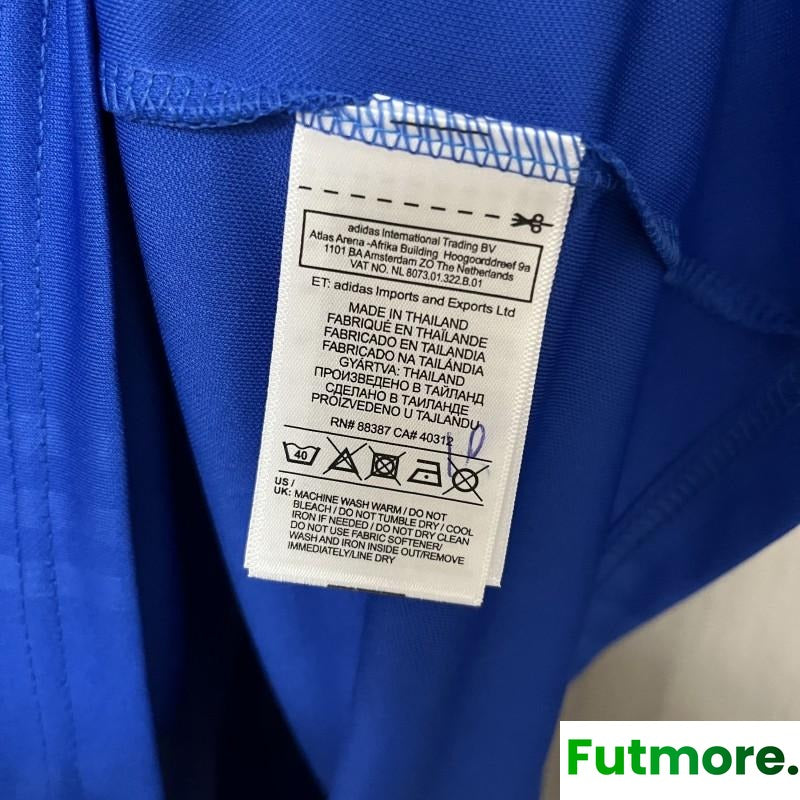 adidas International Trading BV
Atlas Arena -Afrika Building Hoogoorddreef 9a
1101 BA Amsterdam ZO The Netherlands
VAT NO. NL 8073.01.322.B.01
ET: adidas Imports and Exports Ltd
MADE IN THAILAND
FABRIQUÉ EN THAÏLANDE
FABRICADO EN TAILANDIA
FABRICADO NA TAILÂNDIA
GYÁRTVA: THAILAND
ПРОИЗВЕДЕНО В ТАЙЛАНД
СДЕЛАНО В ТАИЛАНДЕ
PROIZVEDENO U TAJLANDU
RN# 88387 CA# 40312
40
US /
UK: MACHINE WASH WARM / DO NOT
BLEACH / DO NOT TUMBLE DRY / COOL
IRON IF NEEDED / DO NOT DRY CLEAN
DO NOT USE FABRIC SOFTENER/
WASH AND IRON INSIDE OUT/REMOVE
IMMEDIATELY/LINE DRY
Futmore.